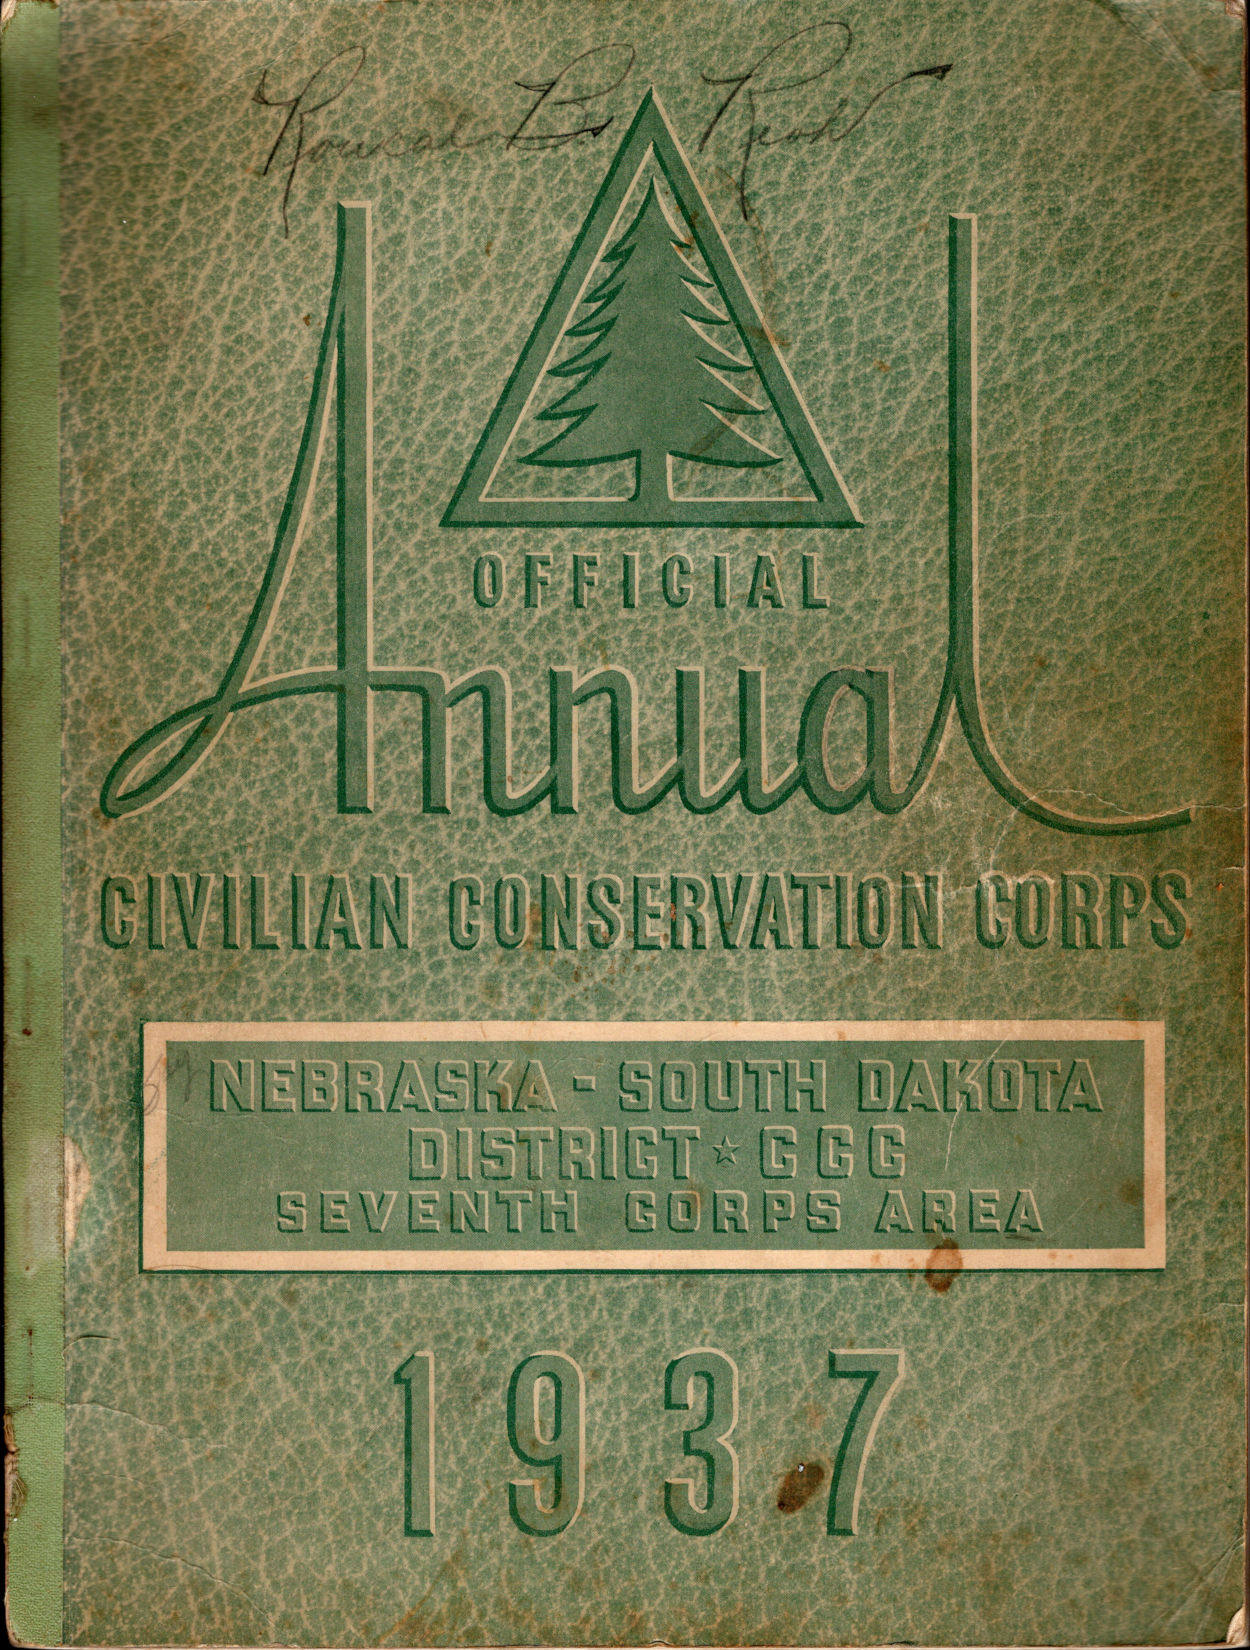 OFFICIAL
Annual
CIVILIAN CONSERVATION CORPS
NEBRASKA - SOUTH DAKOTA
DISTRICT ☆ CCC
SEVENTH CORPS AREA
1937